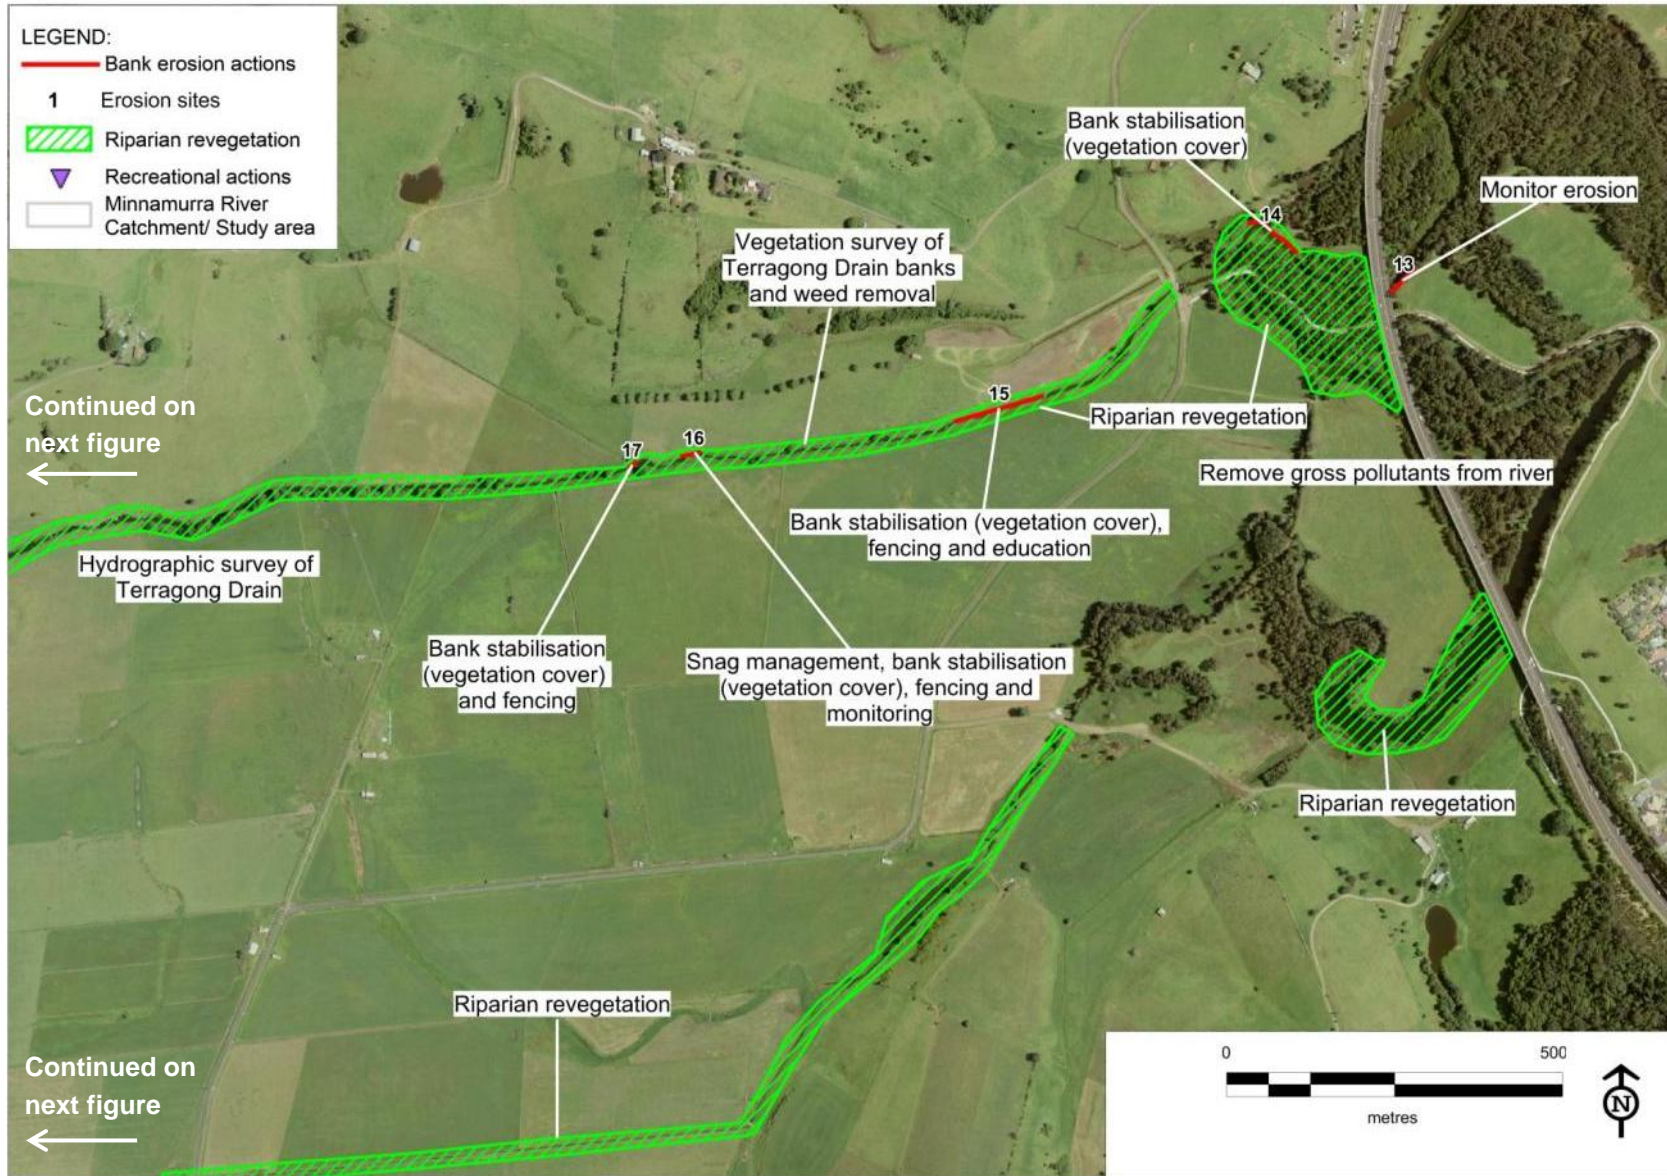 LEGEND:
Bank erosion actions
1 Erosion sites
Riparian revegetation
Recreational actions
Minnamurra River
Catchment/ Study area
Bank stabilisation
(vegetation cover)
14
Monitor erosion
13
Vegetation survey of
Terragong Drain banks
and weed removal
Continued on
next figure
15
Riparian revegetation
17
16
Remove gross pollutants from river
Bank stabilisation (vegetation cover),
fencing and education
Hydrographic survey of
Terragong Drain
Bank stabilisation
(vegetation cover)
and fencing
Snag management, bank stabilisation
(vegetation cover), fencing and
monitoring
Riparian revegetation
Riparian revegetation
Continued on
next figure
0 500
metres
N